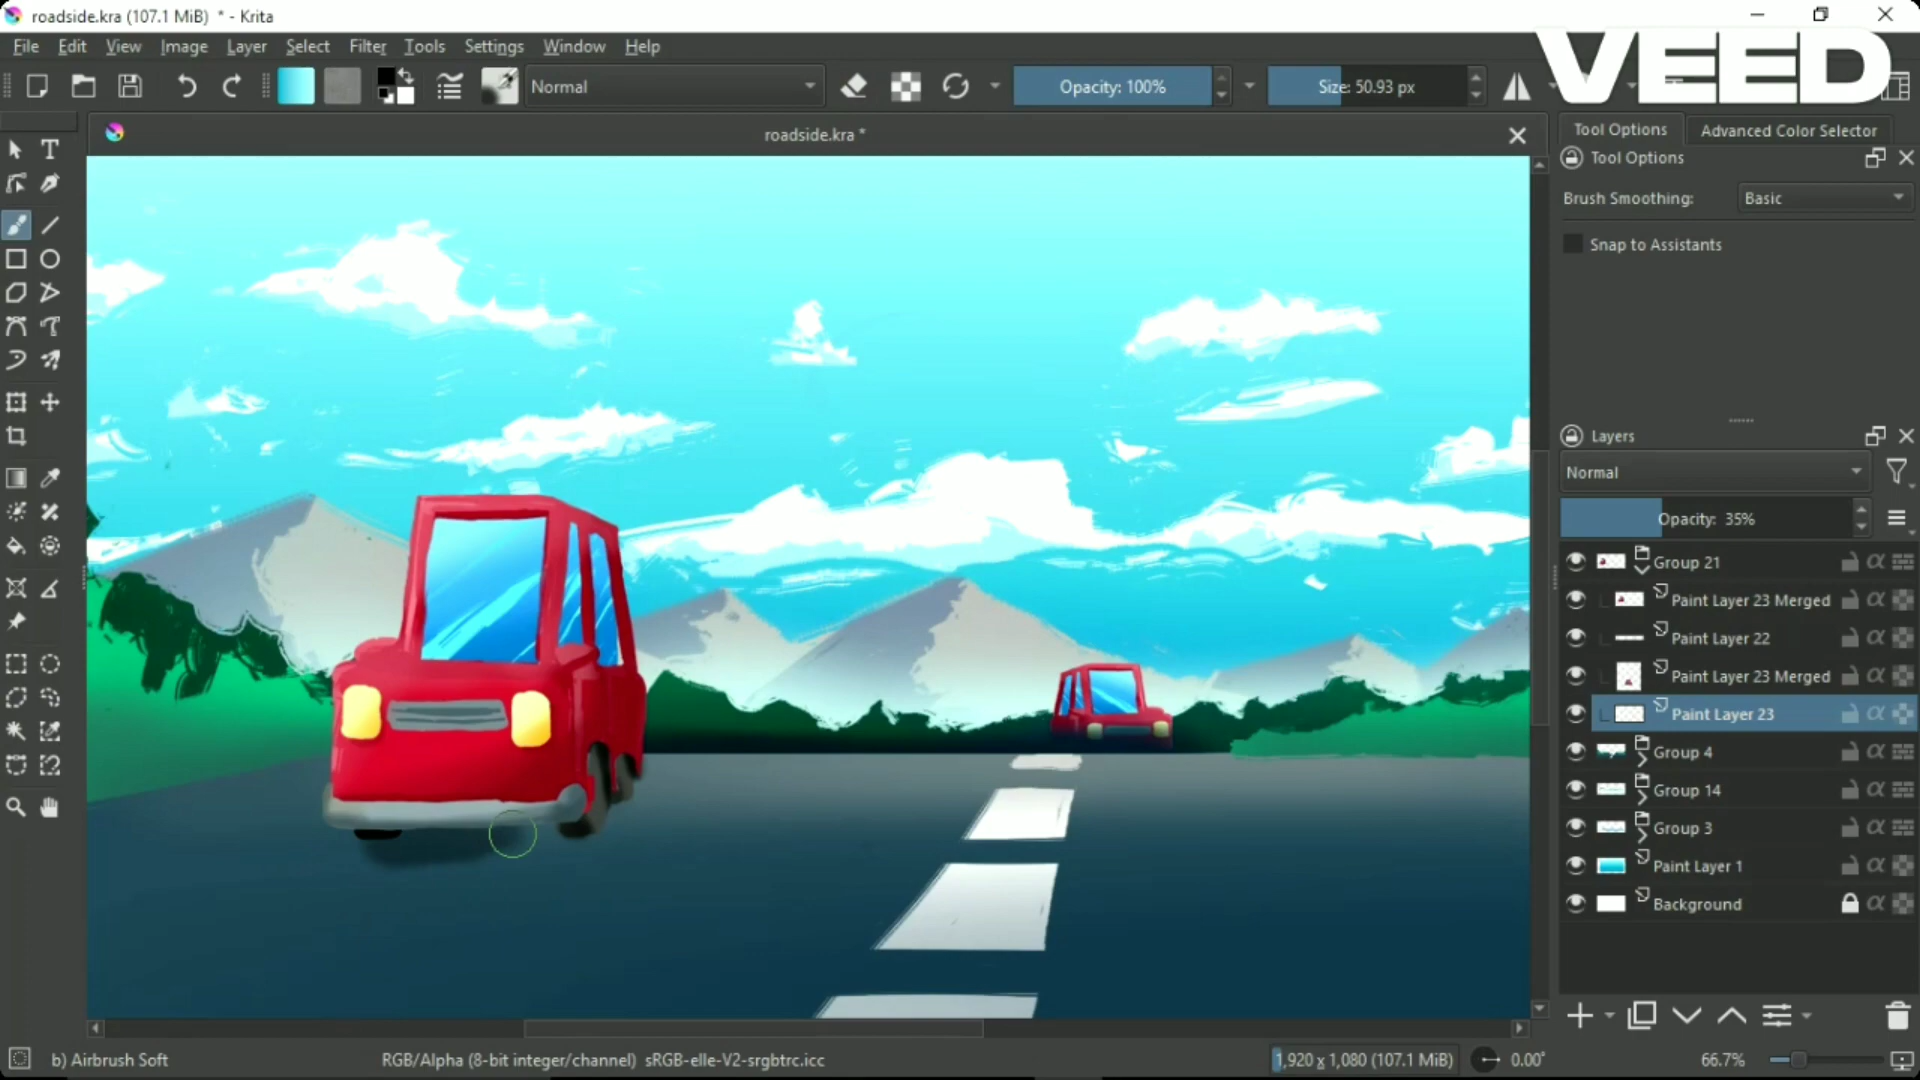 roadside.kra (107.1 MiB) * - Krita
File Edit View Image Layer Select Filter Tools Settings Window Help
VEED
Normal
Opacity: 100%
Size: 50.93 px
roadside.kra *
Tool Options
Advanced Color Selector
Tool Options
Brush Smoothing:
Basic
Snap to Assistants
Layers
Normal
Opacity: 35%
Group 21
Paint Layer 23 Merged
Paint Layer 22
Paint Layer 23 Merged
Paint Layer 23
Group 4
Group 14
Group 3
Paint Layer 1
Background
b) Airbrush Soft
RGB/Alpha (8-bit integer/channel) sRGB-elle-V2-srgbtrc.icc
1,920 x 1,080 (107.1 MiB)
0.00°
66.7%